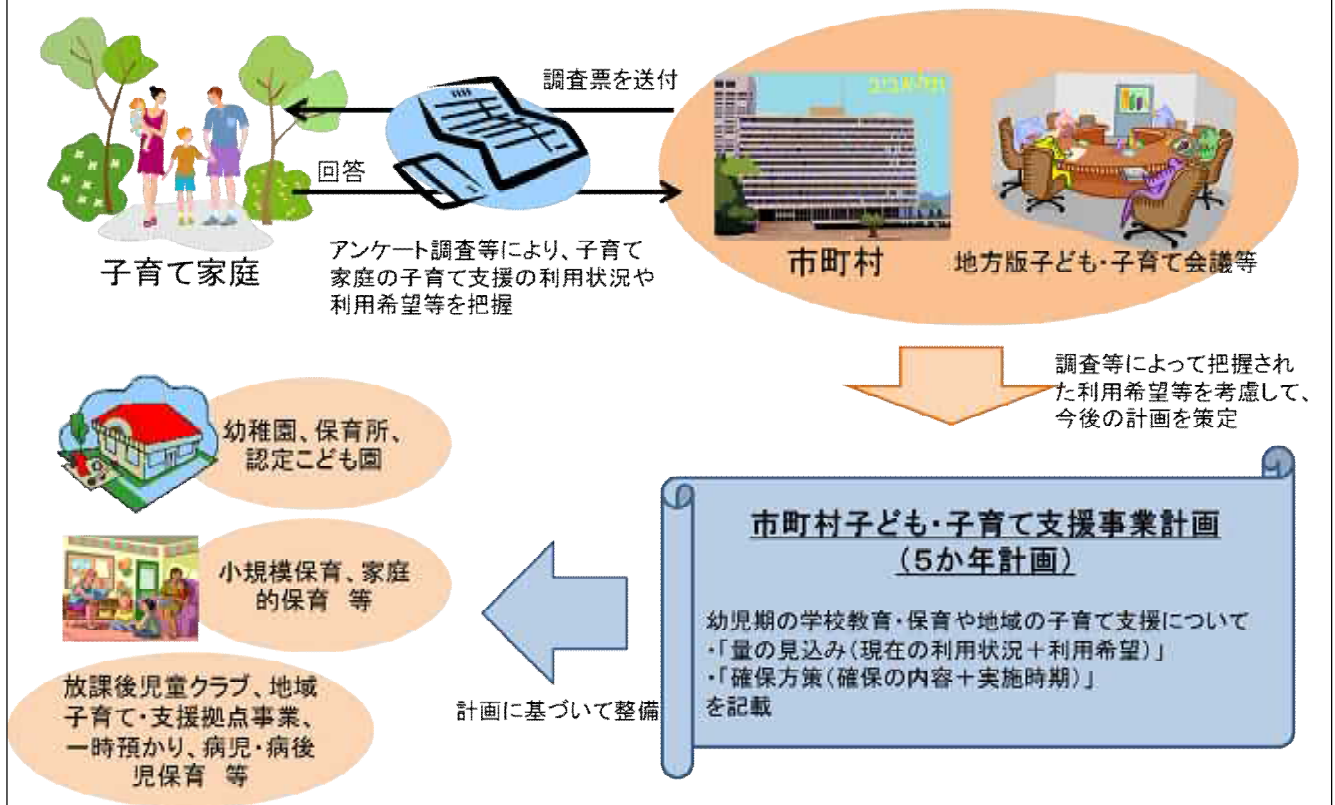 調査票を送付
回答
アンケート調査等により、子育て
家庭の子育て支援の利用状況や
利用希望等を把握
子育て家庭
תל-אביב
市町村
地方版子ども・子育て会議等
調査等によって把握され
た利用希望等を考慮して、
今後の計画を策定
市町村子ども・子育て支援事業計画
(5か年計画)
幼児期の学校教育・保育や地域の子育て支援について
・「量の見込み(現在の利用状況+利用希望)」
・「確保方策(確保の内容+実施時期)」
を記載
計画に基づいて整備
幼稚園、保育所、
認定こども園
小規模保育、家庭
的保育 等
放課後児童クラブ、地域
子育て・支援拠点事業、
一時預かり、病児・病後
児保育 等